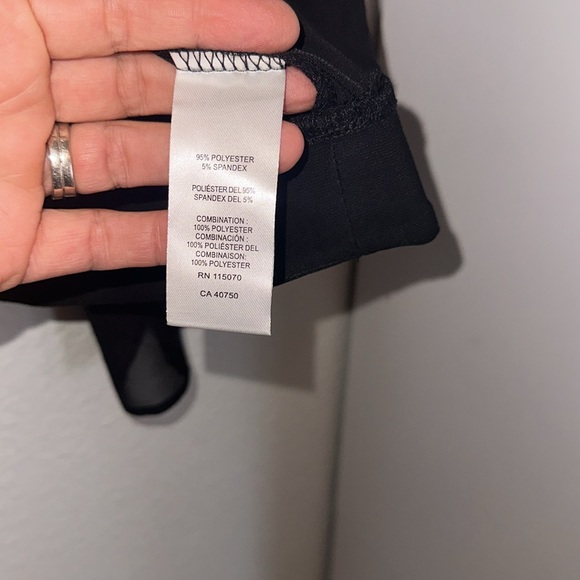 95% POLYESTER
5% SPANDEX
POLIÉSTER DEL 95%
SPANDEX DEL 5%
COMBINATION :
100% POLYESTER
COMBINACIÓN :
100% POLIÉSTER DEL
COMBINAISON:
100% POLYESTER
RN 115070
CA 40750